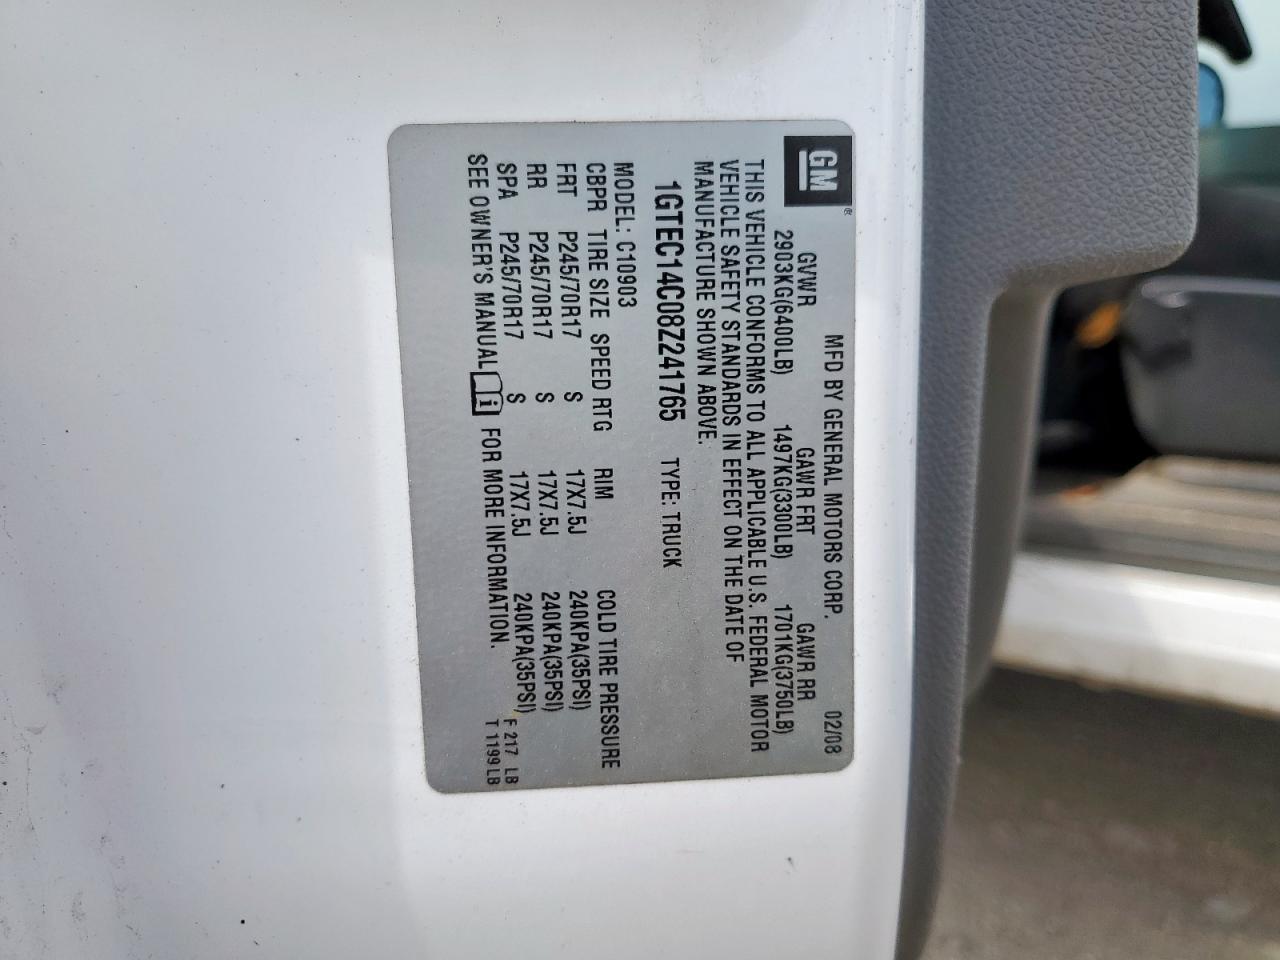 GM®
MFD BY GENERAL MOTORS CORP. 02/08
GVWR GAWR FRT GAWR RR
2903KG(6400LB) 1497KG(3300LB) 1701KG(3750LB)
THIS VEHICLE CONFORMS TO ALL APPLICABLE U.S. FEDERAL MOTOR
VEHICLE SAFETY STANDARDS IN EFFECT ON THE DATE OF
MANUFACTURE SHOWN ABOVE.
1GTEC14C08Z241765 TYPE: TRUCK
MODEL: C10903
CBPR TIRE SIZE SPEED RTG RIM COLD TIRE PRESSURE
FRT P245/70R17 S 17X7.5J 240KPA(35PSI)
RR P245/70R17 S 17X7.5J 240KPA(35PSI)
SPA P245/70R17 S 17X7.5J 240KPA(35PSI)
SEE OWNER'S MANUAL i FOR MORE INFORMATION.
F 217 LB
T 1199 LB